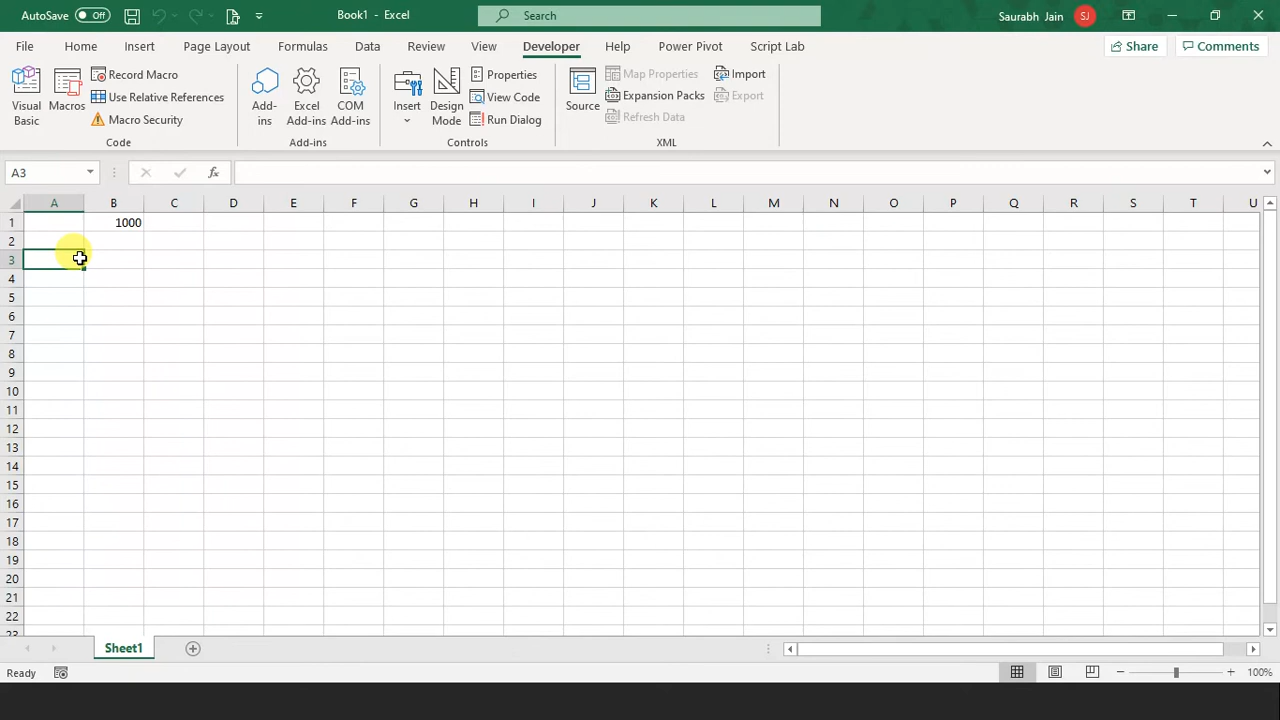 AutoSave Off Book1 - Excel Search Saurabh Jain SJ
File Home Insert Page Layout Formulas Data Review View Developer Help Power Pivot Script Lab Share Comments
Visual Basic
Macros
Record Macro
Use Relative References
Macro Security
Code
Add-ins
Excel Add-ins
COM Add-ins
Add-ins
Insert
Design Mode
Properties
View Code
Run Dialog
Controls
Source
Map Properties
Expansion Packs
Refresh Data
Import
Export
XML
A3 fx
A B C D E F G H I J K L M N O P Q R S T U
1 1000
2
3
4
5
6
7
8
9
10
11
12
13
14
15
16
17
18
19
20
21
22
23
Sheet1
Ready 100%